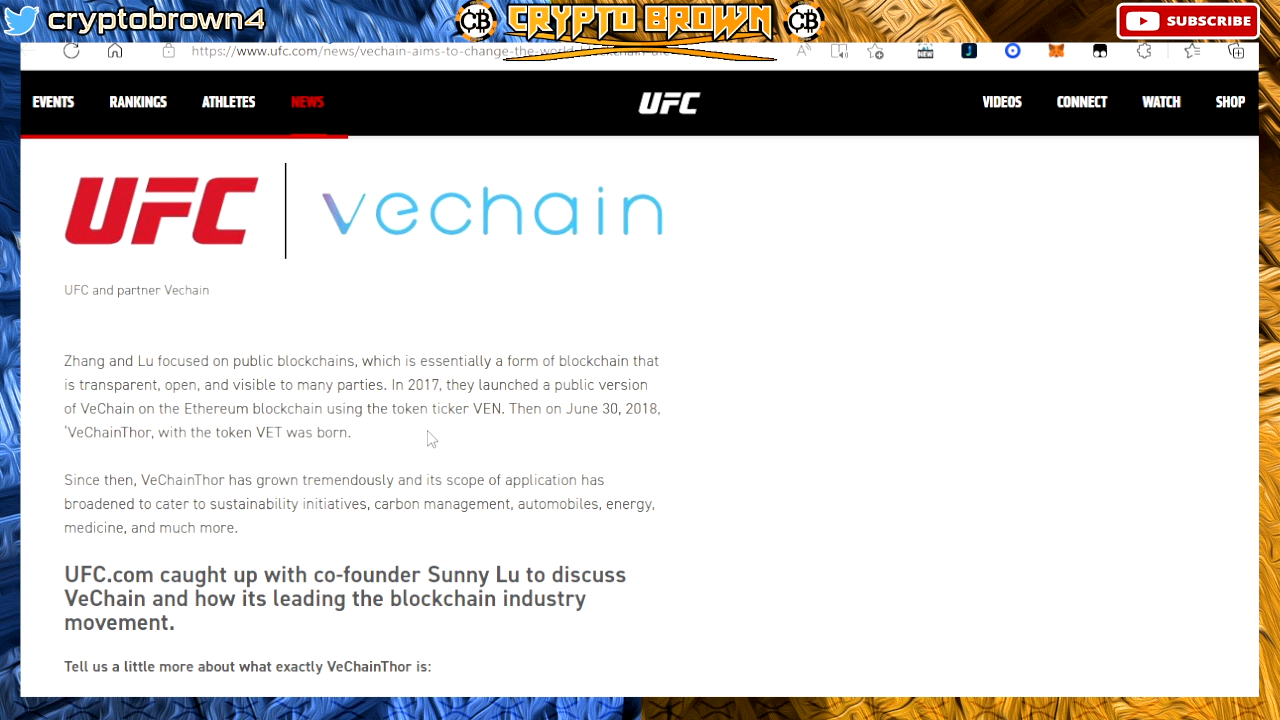 cryptobrown4
CB CRYPTO BROWN CB
SUBSCRIBE
https://www.ufc.com/news/vechain-aims-to-change-the-world
NEW
EVENTS RANKINGS ATHLETES NEWS UFC VIDEOS CONNECT WATCH SHOP
UFC vechain
UFC and partner Vechain
Zhang and Lu focused on public blockchains, which is essentially a form of blockchain that
is transparent, open, and visible to many parties. In 2017, they launched a public version
of VeChain on the Ethereum blockchain using the token ticker VEN. Then on June 30, 2018,
‘VeChainThor, with the token VET was born.
Since then, VeChainThor has grown tremendously and its scope of application has
broadened to cater to sustainability initiatives, carbon management, automobiles, energy,
medicine, and much more.
UFC.com caught up with co-founder Sunny Lu to discuss
VeChain and how its leading the blockchain industry
movement.
Tell us a little more about what exactly VeChainThor is: